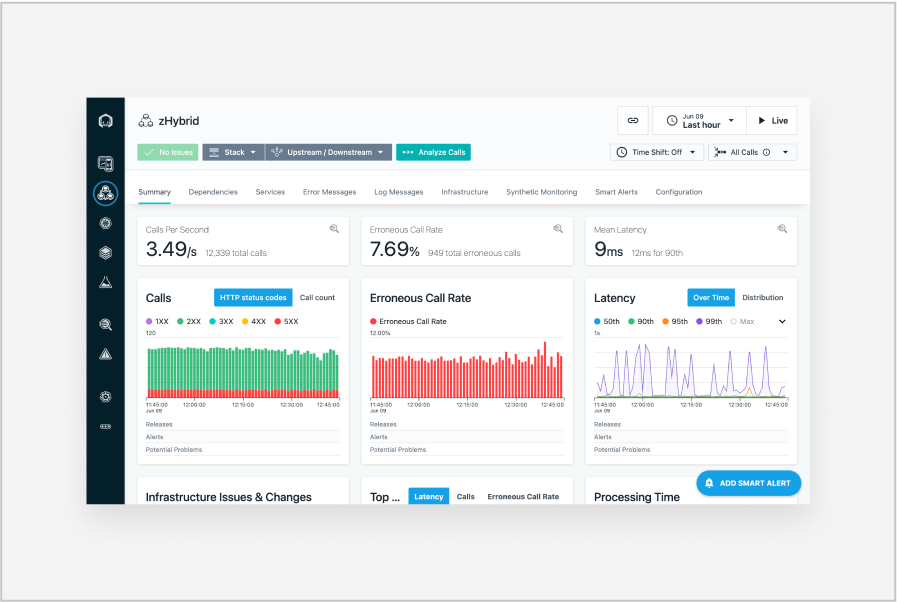 zHybrid
Jun 09
Last hour
Live
No Issues
Stack
Upstream / Downstream
Analyze Calls
Time Shift: Off
All Calls
Summary Dependencies Services Error Messages Log Messages Infrastructure Synthetic Monitoring Smart Alerts Configuration
Calls Per Second
3.49/s 12,339 total calls
Erroneous Call Rate
7.69% 949 total erroneous calls
Mean Latency
9ms 12ms for 90th
Calls HTTP status codes Call count
1XX 2XX 3XX 4XX 5XX
120
11:45:00 12:00:00 12:15:00 12:30:00 12:45:00
Jun 09
Releases
Alerts
Potential Problems
Erroneous Call Rate
Erroneous Call Rate
12.00%
11:45:00 12:00:00 12:15:00 12:30:00 12:45:00
Jun 09
Releases
Alerts
Potential Problems
Latency Over Time Distribution
50th 90th 95th 99th Max
1s
11:45:00 12:00:00 12:15:00 12:30:00 12:45:00
Jun 09
Releases
Alerts
Potential Problems
Infrastructure Issues & Changes
Top ... Latency Calls Erroneous Call Rate
Processing Time
ADD SMART ALERT